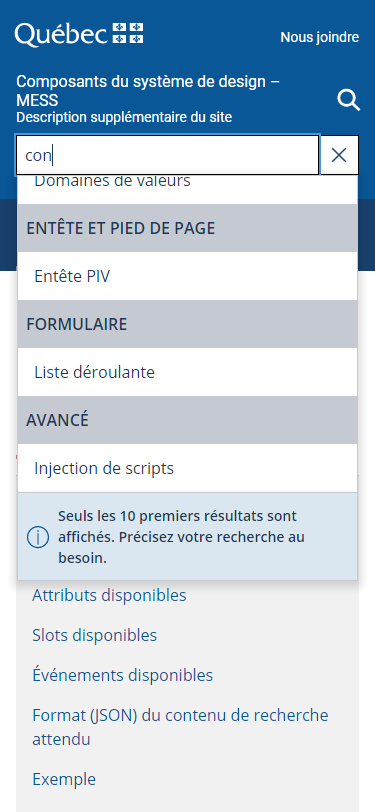 Québec
Nous joindre
Composants du système de design –
MESS
Description supplémentaire du site
con
Domaines de valeurs
ENTÊTE ET PIED DE PAGE
Entête PIV
FORMULAIRE
Liste déroulante
AVANCÉ
Injection de scripts
Seuls les 10 premiers résultats sont
affichés. Précisez votre recherche au
besoin.
Attributs disponibles
Slots disponibles
Événements disponibles
Format (JSON) du contenu de recherche
attendu
Exemple